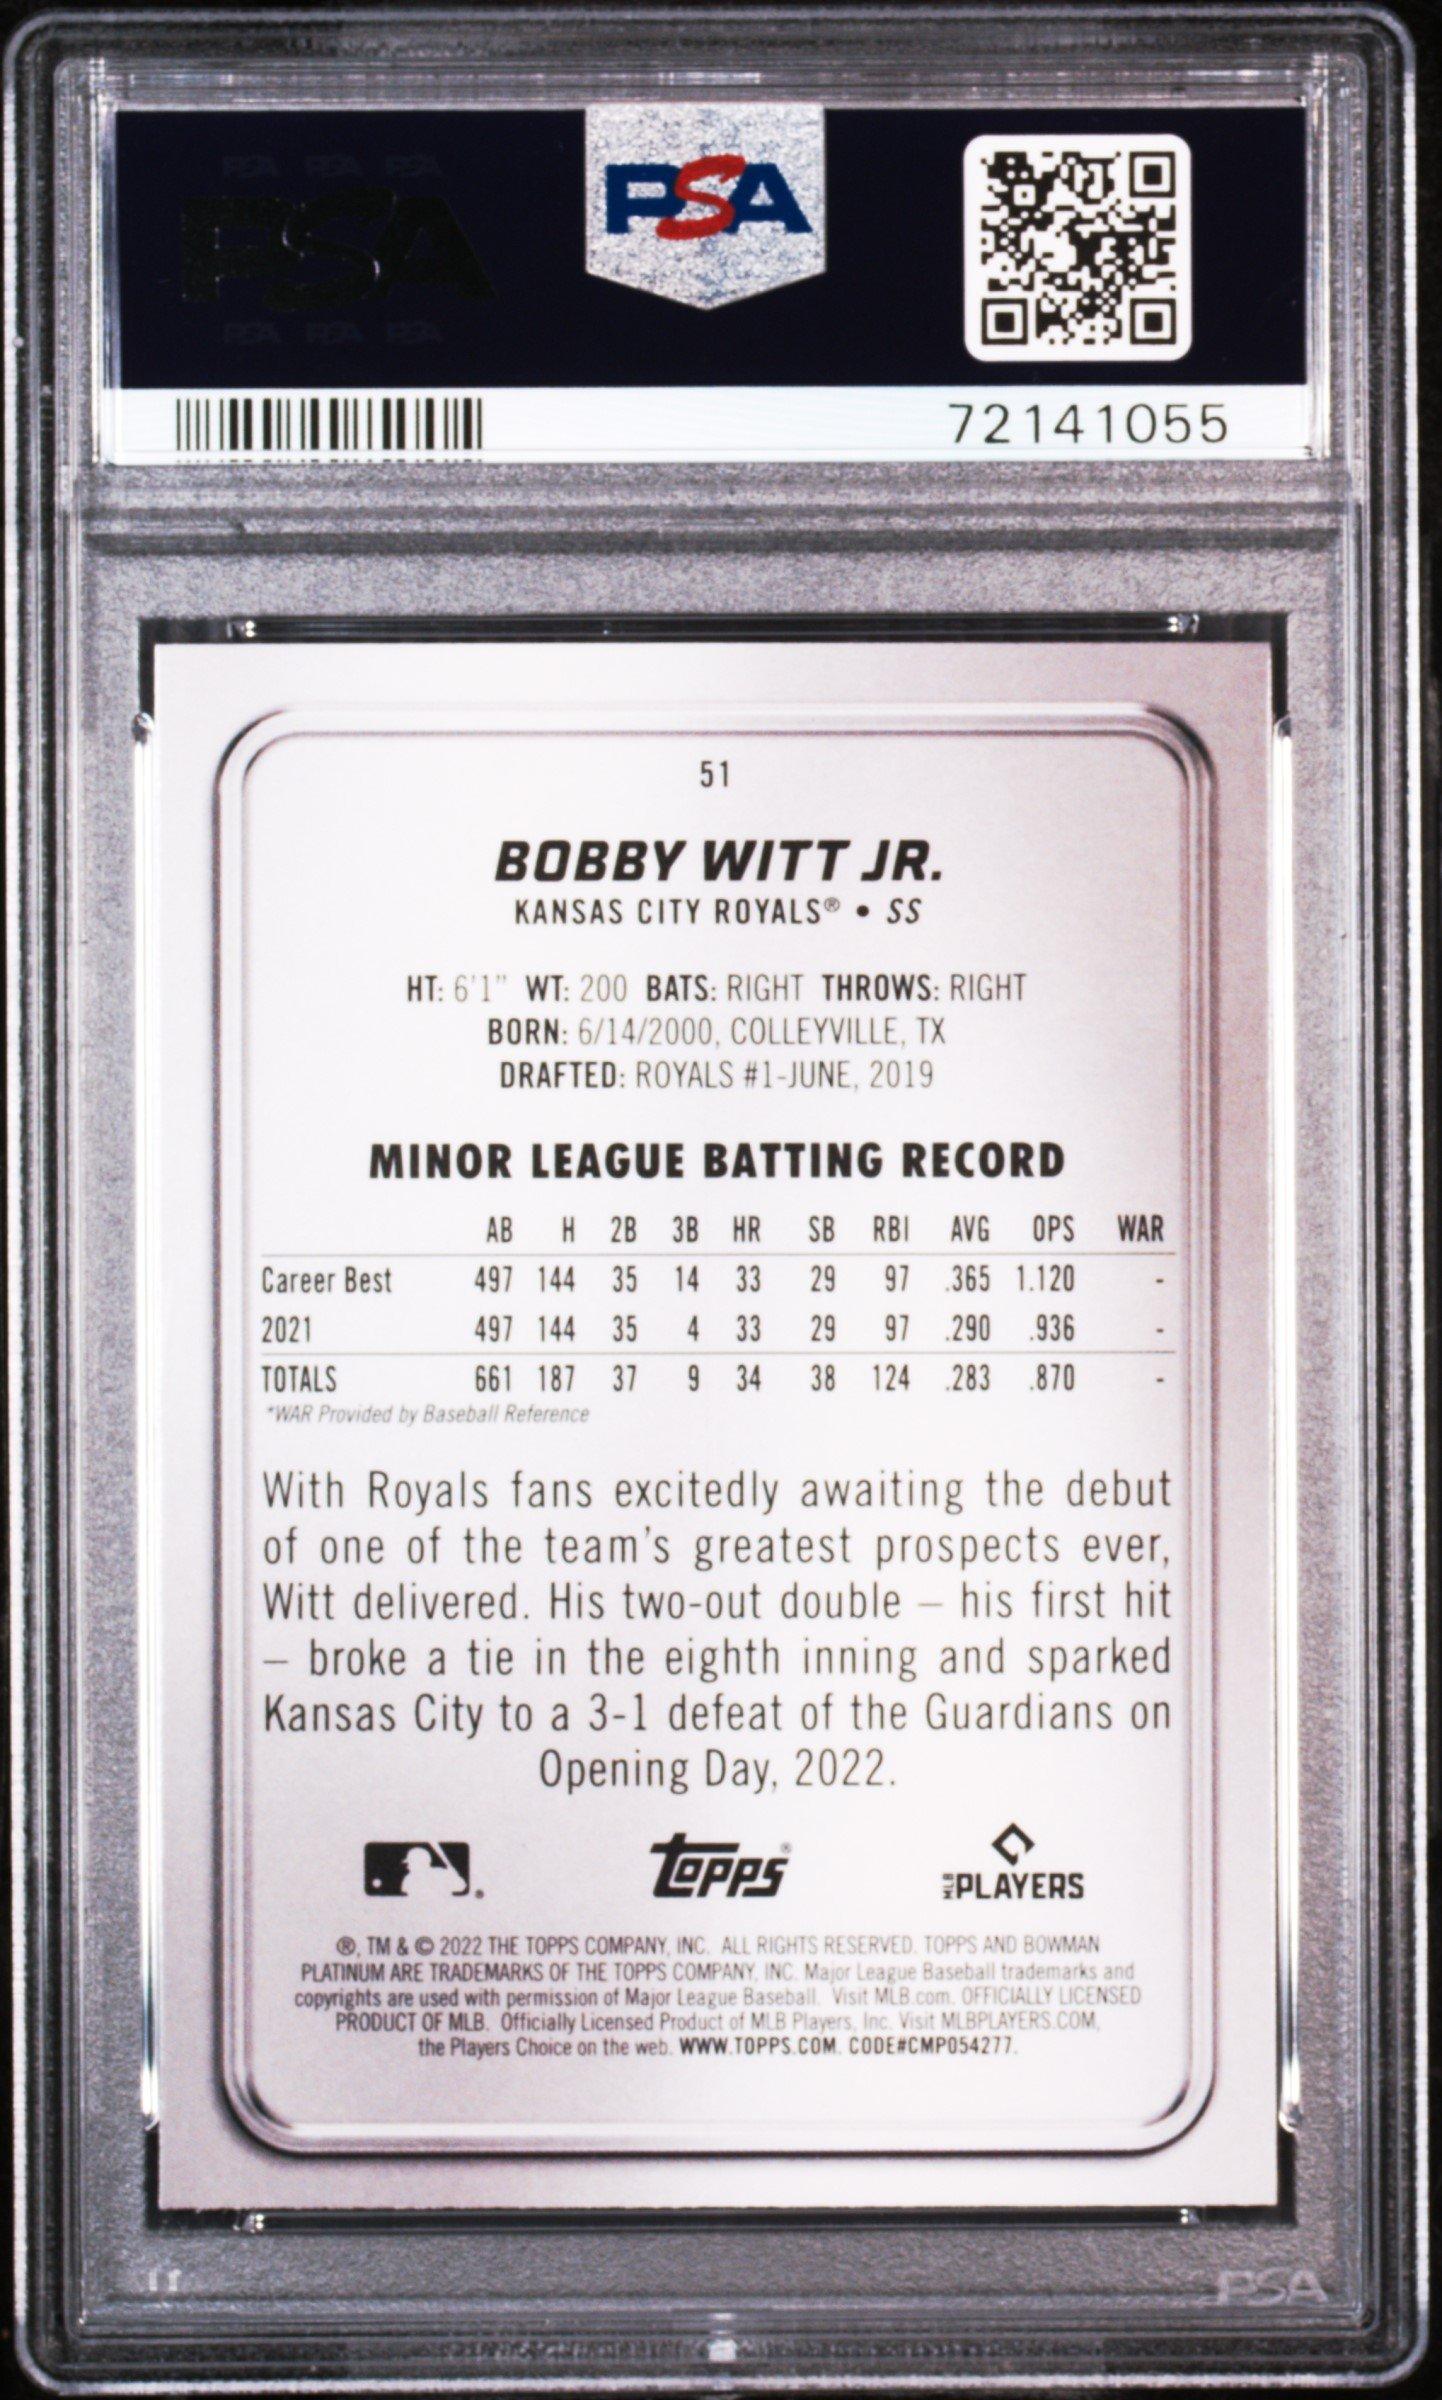 PSA PSA PSA
PSA
PSA PSA PSA
PSA
72141055
51
BOBBY WITT JR.
KANSAS CITY ROYALS® • SS
HT: 6'1" WT: 200 BATS: RIGHT THROWS: RIGHT
BORN: 6/14/2000, COLLEYVILLE, TX
DRAFTED: ROYALS #1-JUNE, 2019
MINOR LEAGUE BATTING RECORD
AB H 2B 3B HR SB RBI AVG OPS WAR
Career Best 497 144 35 14 33 29 97 .365 1.120 -
2021 497 144 35 4 33 29 97 .290 .936 -
TOTALS 661 187 37 9 34 38 124 .283 .870 -
*WAR Provided by Baseball Reference
With Royals fans excitedly awaiting the debut
of one of the team's greatest prospects ever,
Witt delivered. His two-out double – his first hit
– broke a tie in the eighth inning and sparked
Kansas City to a 3-1 defeat of the Guardians on
Opening Day, 2022.
Topps®
MLB PLAYERS
®, TM & © 2022 THE TOPPS COMPANY, INC. ALL RIGHTS RESERVED. TOPPS AND BOWMAN
PLATINUM ARE TRADEMARKS OF THE TOPPS COMPANY, INC. Major League Baseball trademarks and
copyrights are used with permission of Major League Baseball. Visit MLB.com. OFFICIALLY LICENSED
PRODUCT OF MLB. Officially Licensed Product of MLB Players, Inc. Visit MLBPLAYERS.COM,
the Players Choice on the web. WWW.TOPPS.COM. CODE#CMP054277.
PSA